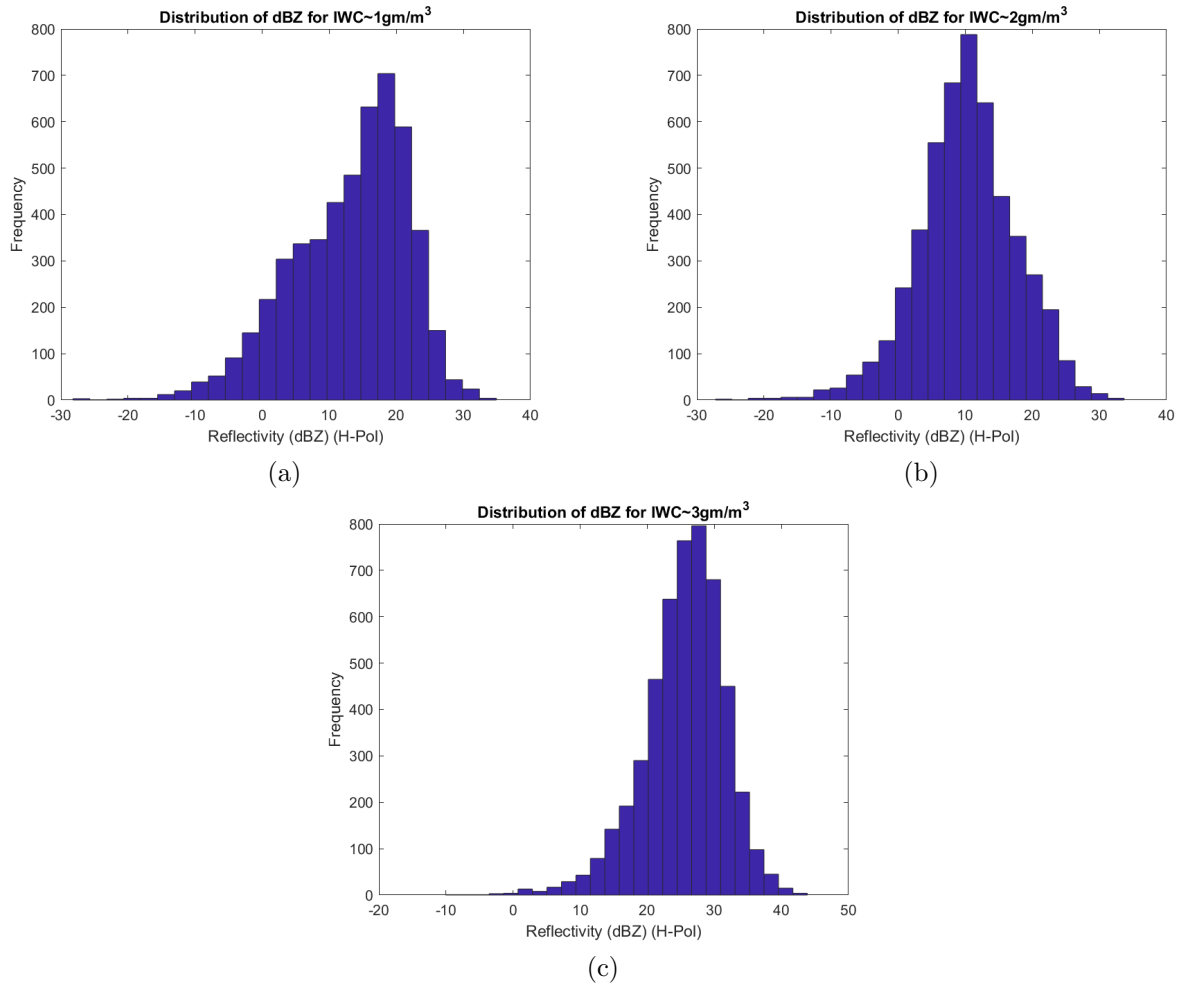 Distribution of dBZ for IWC~1gm/m³
800
700
600
500
400
300
200
100
0
-30 -20 -10 0 10 20 30 40
Frequency
Reflectivity (dBZ) (H-Pol)
(a)
Distribution of dBZ for IWC~2gm/m³
800
700
600
500
400
300
200
100
0
-30 -20 -10 0 10 20 30 40
Frequency
Reflectivity (dBZ) (H-Pol)
(b)
Distribution of dBZ for IWC~3gm/m³
800
700
600
500
400
300
200
100
0
-20 -10 0 10 20 30 40 50
Frequency
Reflectivity (dBZ) (H-Pol)
(c)